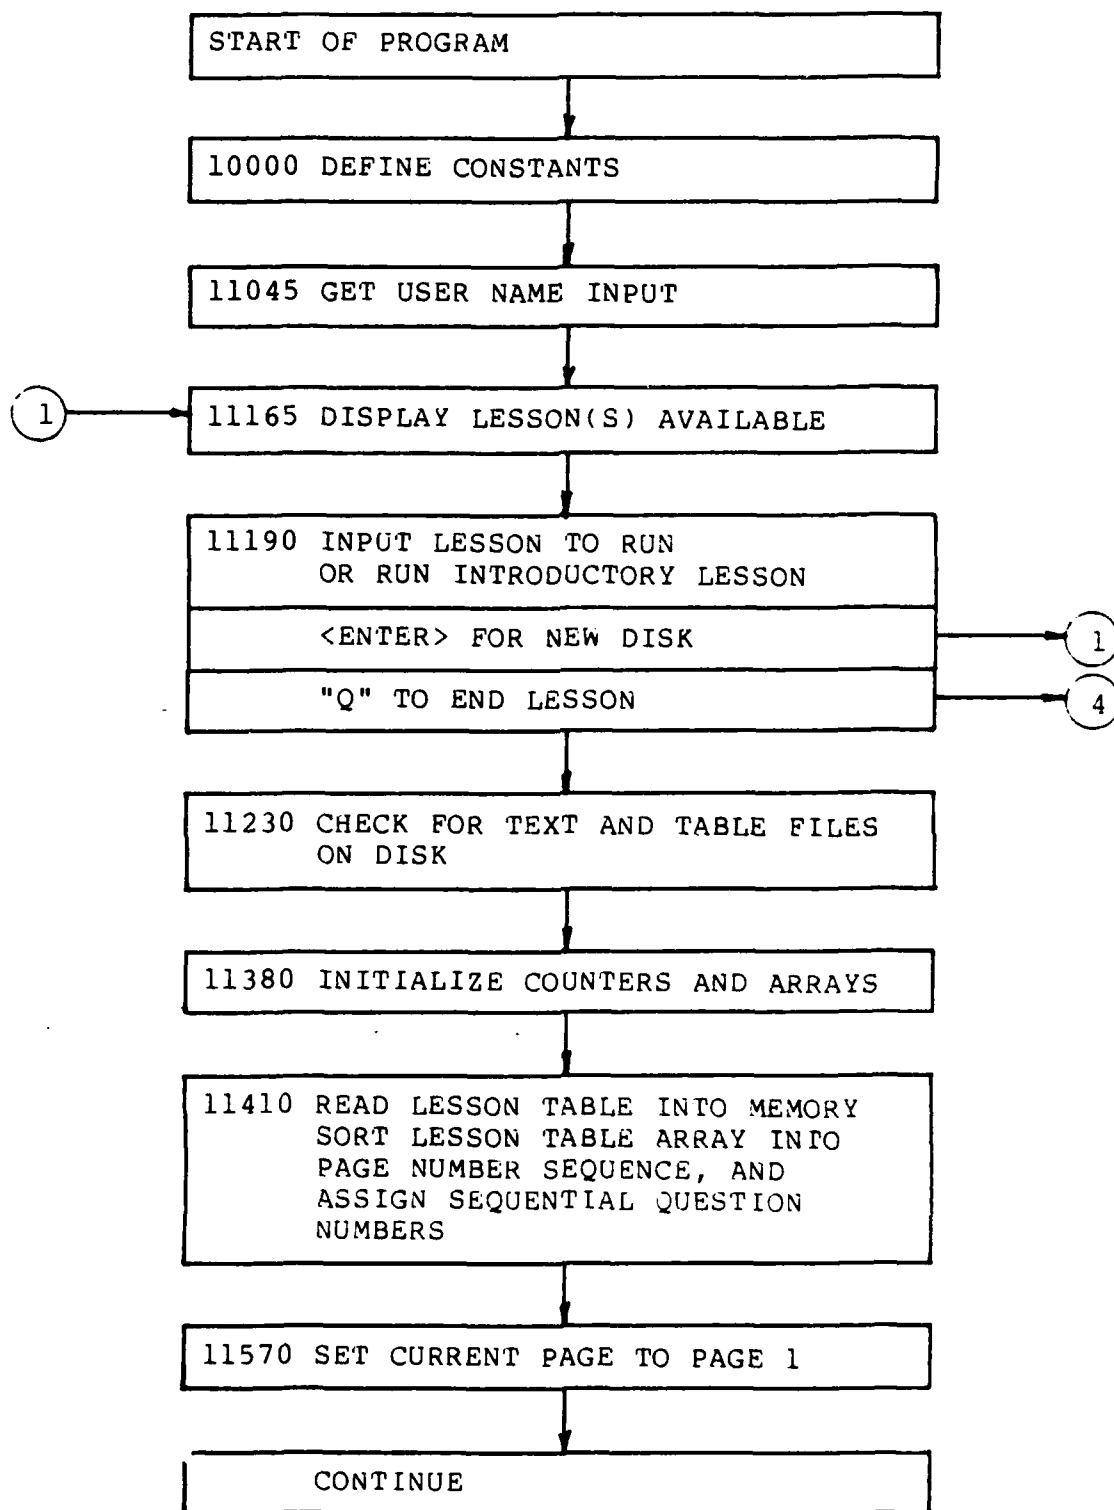 START OF PROGRAM
10000 DEFINE CONSTANTS
11045 GET USER NAME INPUT
1
11165 DISPLAY LESSON(S) AVAILABLE
11190 INPUT LESSON TO RUN
OR RUN INTRODUCTORY LESSON
<ENTER> FOR NEW DISK
1
"Q" TO END LESSON
4
11230 CHECK FOR TEXT AND TABLE FILES
ON DISK
11380 INITIALIZE COUNTERS AND ARRAYS
11410 READ LESSON TABLE INTO MEMORY
SORT LESSON TABLE ARRAY INTO
PAGE NUMBER SEQUENCE, AND
ASSIGN SEQUENTIAL QUESTION
NUMBERS
11570 SET CURRENT PAGE TO PAGE 1
CONTINUE